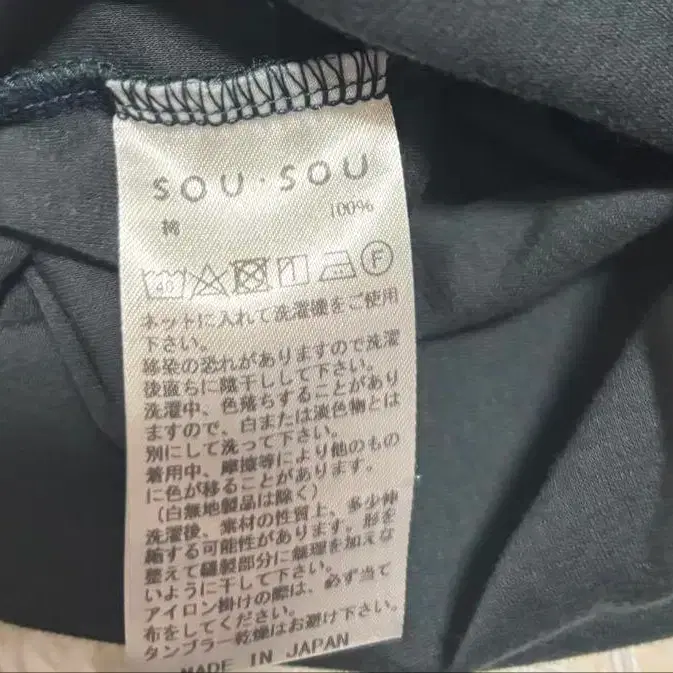 SOU・SOU
綿 100%
40 F
ネットに入れて洗濯機をご使用
下さい。
移染の恐れがありますので洗濯
後直ちに陰干しして下さい。
洗濯中、色落ちすることがあり
ますので、白または淡色物とは
別にして洗って下さい。
着用中、摩擦等により他のもの
に色が移ることがあります。
(白無地製品は除く)
洗濯後、素材の性質上、多少伸
縮する可能性があります。形を
整えて縫製部分に無理を加えな
いように干して下さい。
アイロン掛けの際は、必ず当て
布をしてください。
タンブラー乾燥はお避け下さい。
MADE IN JAPAN